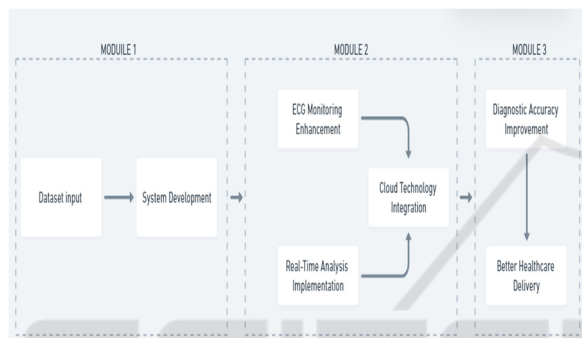 MODUILE 1
Dataset input
System Development
MODULE 2
ECG Monitoring
Enhancement
Real-Time Analysis
Implementation
Cloud Technology
Integration
MODULE 3
Diagnostic Accuracy
Improvement
Better Healthcare
Delivery